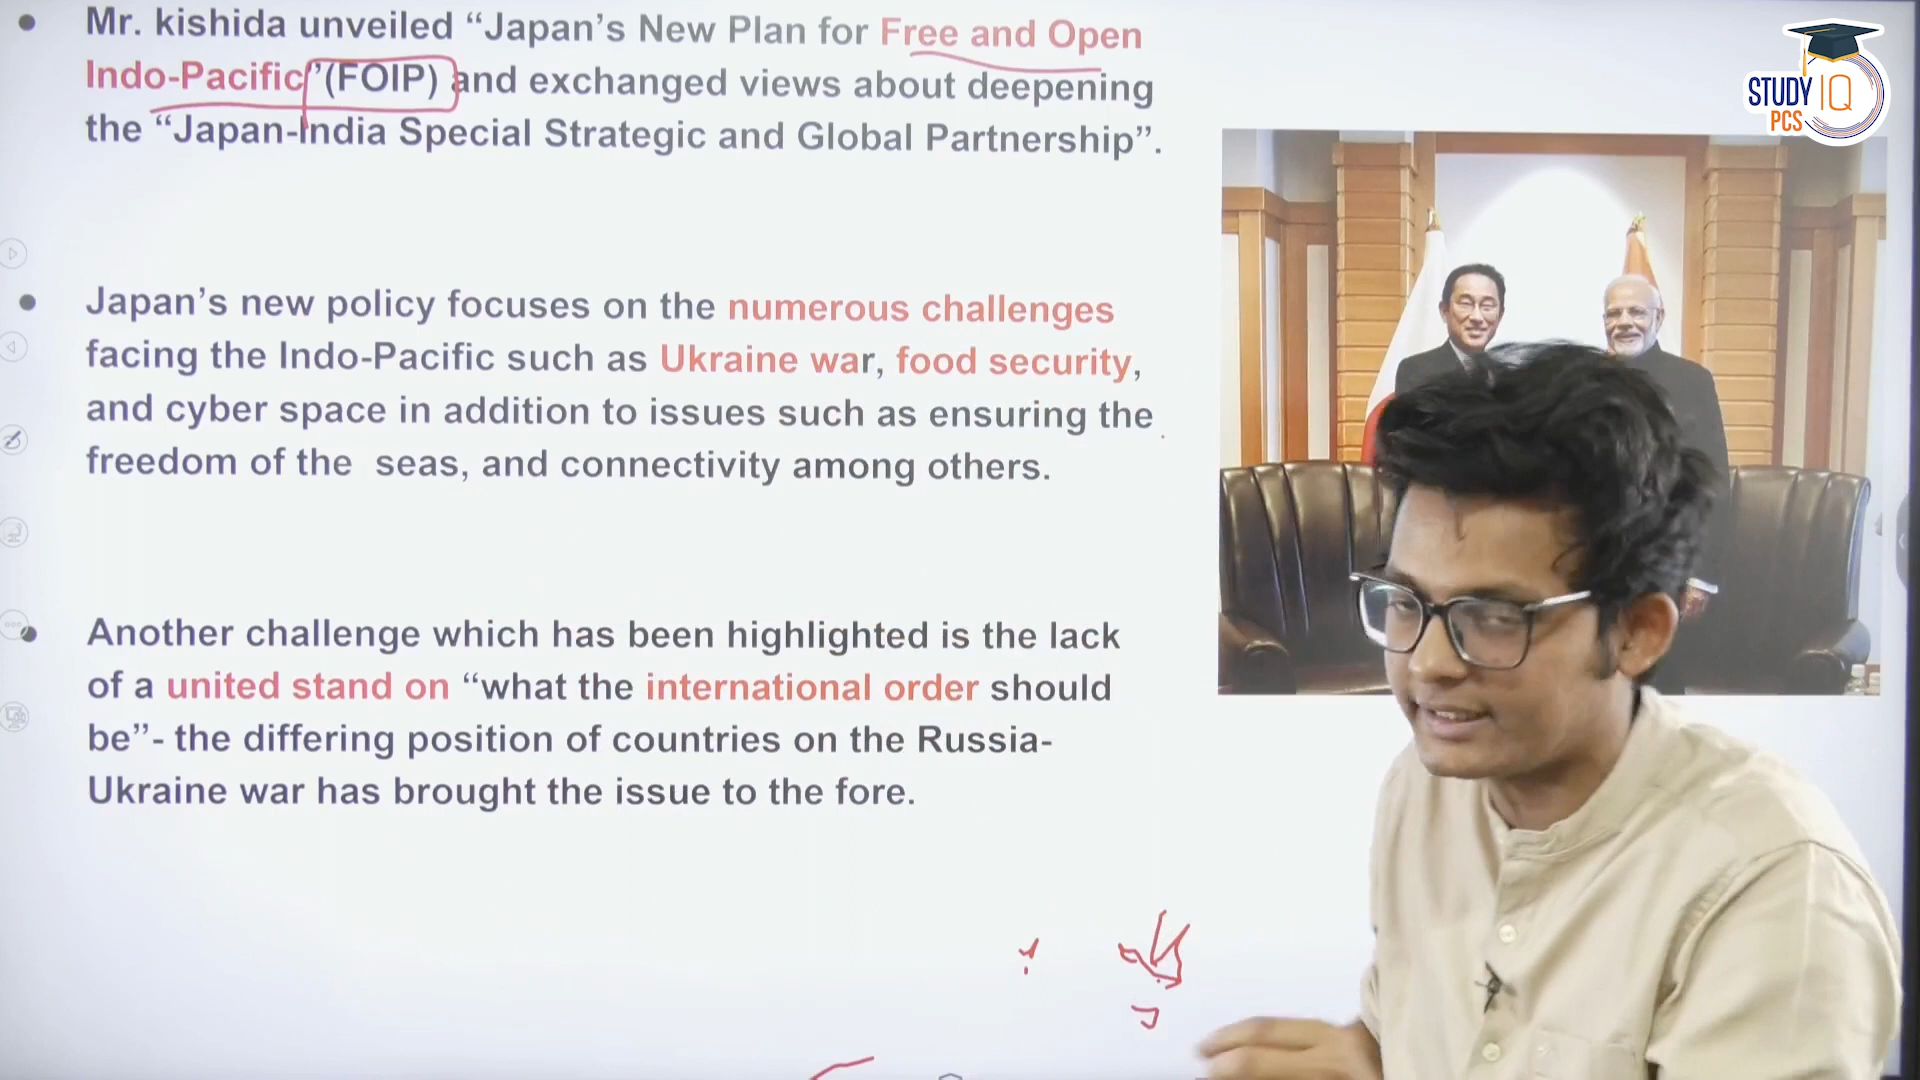 Mr. kishida unveiled “Japan’s New Plan for Free and Open
Indo-Pacific”(FOIP) and exchanged views about deepening
the “Japan-India Special Strategic and Global Partnership”.
Japan’s new policy focuses on the numerous challenges
facing the Indo-Pacific such as Ukraine war, food security,
and cyber space in addition to issues such as ensuring the
freedom of the seas, and connectivity among others.
Another challenge which has been highlighted is the lack
of a united stand on “what the international order should
be”- the differing position of countries on the Russia-
Ukraine war has brought the issue to the fore.
STUDY IQ
PCS